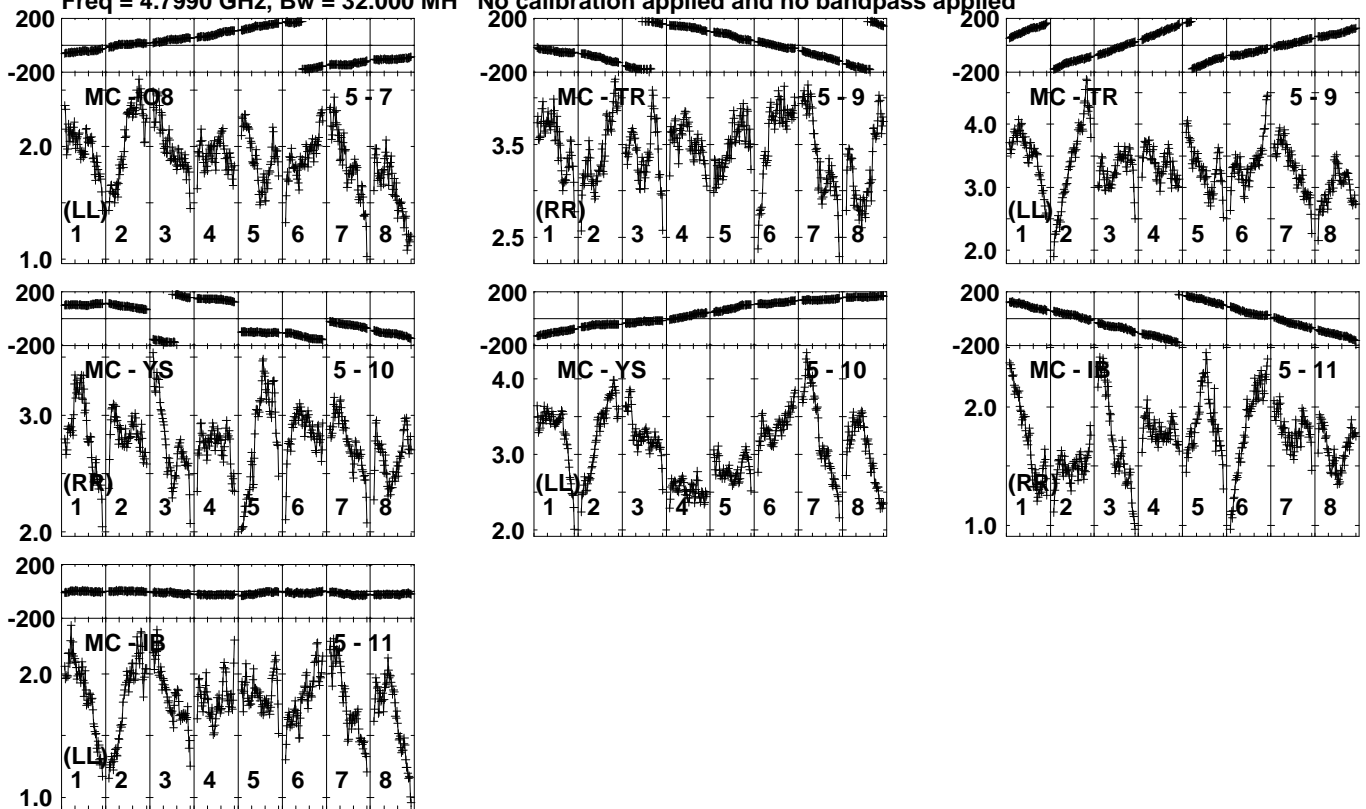 Freq = 4.7990 GHz, Bw = 32.000 MH No calibration applied and no bandpass applied
200
-200
MC - O8 5 - 7
2.0
(LL)
1 2 3 4 5 6 7 8
1.0
200
-200
MC - TR 5 - 9
3.5
(RR)
1 2 3 4 5 6 7 8
2.5
200
-200
MC - TR 5 - 9
4.0
3.0
(LL)
1 2 3 4 5 6 7 8
2.0
200
-200
MC - YS 5 - 10
3.0
(RR)
1 2 3 4 5 6 7 8
2.0
200
-200
MC - YS 5 - 10
4.0
3.0
(LL)
1 2 3 4 5 6 7 8
2.0
200
-200
MC - IB 5 - 11
2.0
(RR)
1 2 3 4 5 6 7 8
1.0
200
-200
MC - IB 5 - 11
2.0
(LL)
1 2 3 4 5 6 7 8
1.0